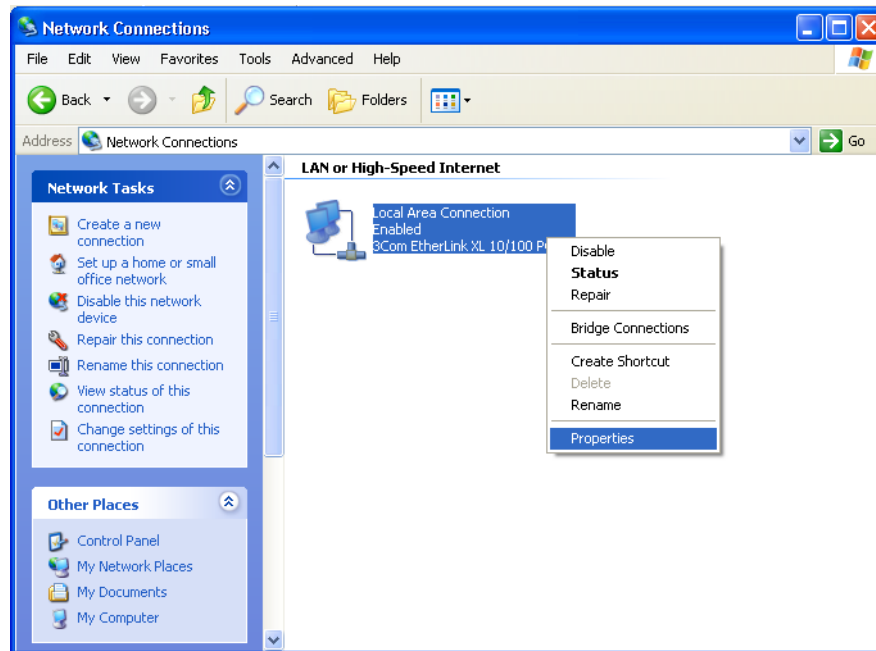 Network Connections
File Edit View Favorites Tools Advanced Help
Back Search Folders
Address Network Connections Go
Network Tasks
Create a new
connection
Set up a home or small
office network
Disable this network
device
Repair this connection
Rename this connection
View status of this
connection
Change settings of this
connection
Other Places
Control Panel
My Network Places
My Documents
My Computer
LAN or High-Speed Internet
Local Area Connection
Enabled
3Com EtherLink XL 10/100
Disable
Status
Repair
Bridge Connections
Create Shortcut
Delete
Rename
Properties